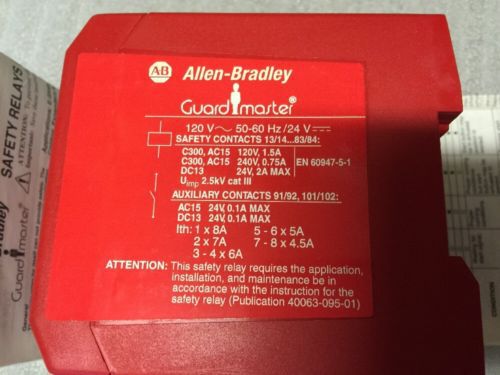 AB Allen-Bradley
Guardmaster®
120 V ~ 50-60 Hz /24 V ⎓
SAFETY CONTACTS 13/14...83/84:
C300, AC15 120V, 1.5A
C300, AC15 240V, 0.75A EN 60947-5-1
DC13 24V, 2A MAX
Uimp 2.5kV cat III
AUXILIARY CONTACTS 91/92, 101/102:
AC15 24V, 0.1A MAX
DC13 24V, 0.1A MAX
Ith: 1 x 8A 5 - 6 x 5A
2 x 7A 7 - 8 x 4.5A
3 - 4 x 6A
ATTENTION: This safety relay requires the application,
installation, and maintenance be in
accordance with the instruction for the
safety relay (Publication 40063-095-01)
SAFETY RELAYS
Bradley
Guardmaster
ATTENTION: